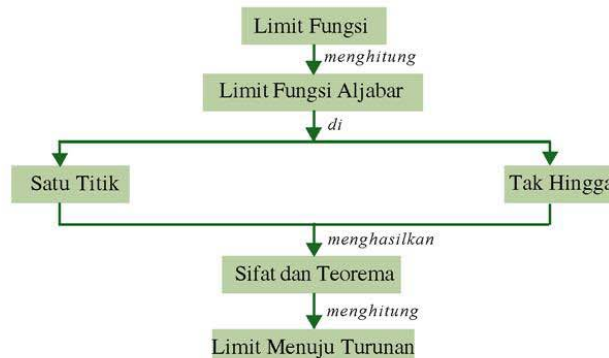 Limit Fungsi
menghitung
Limit Fungsi Aljabar
di
Satu Titik
Tak Hingga
menghasilkan
Sifat dan Teorema
menghitung
Limit Menuju Turunan